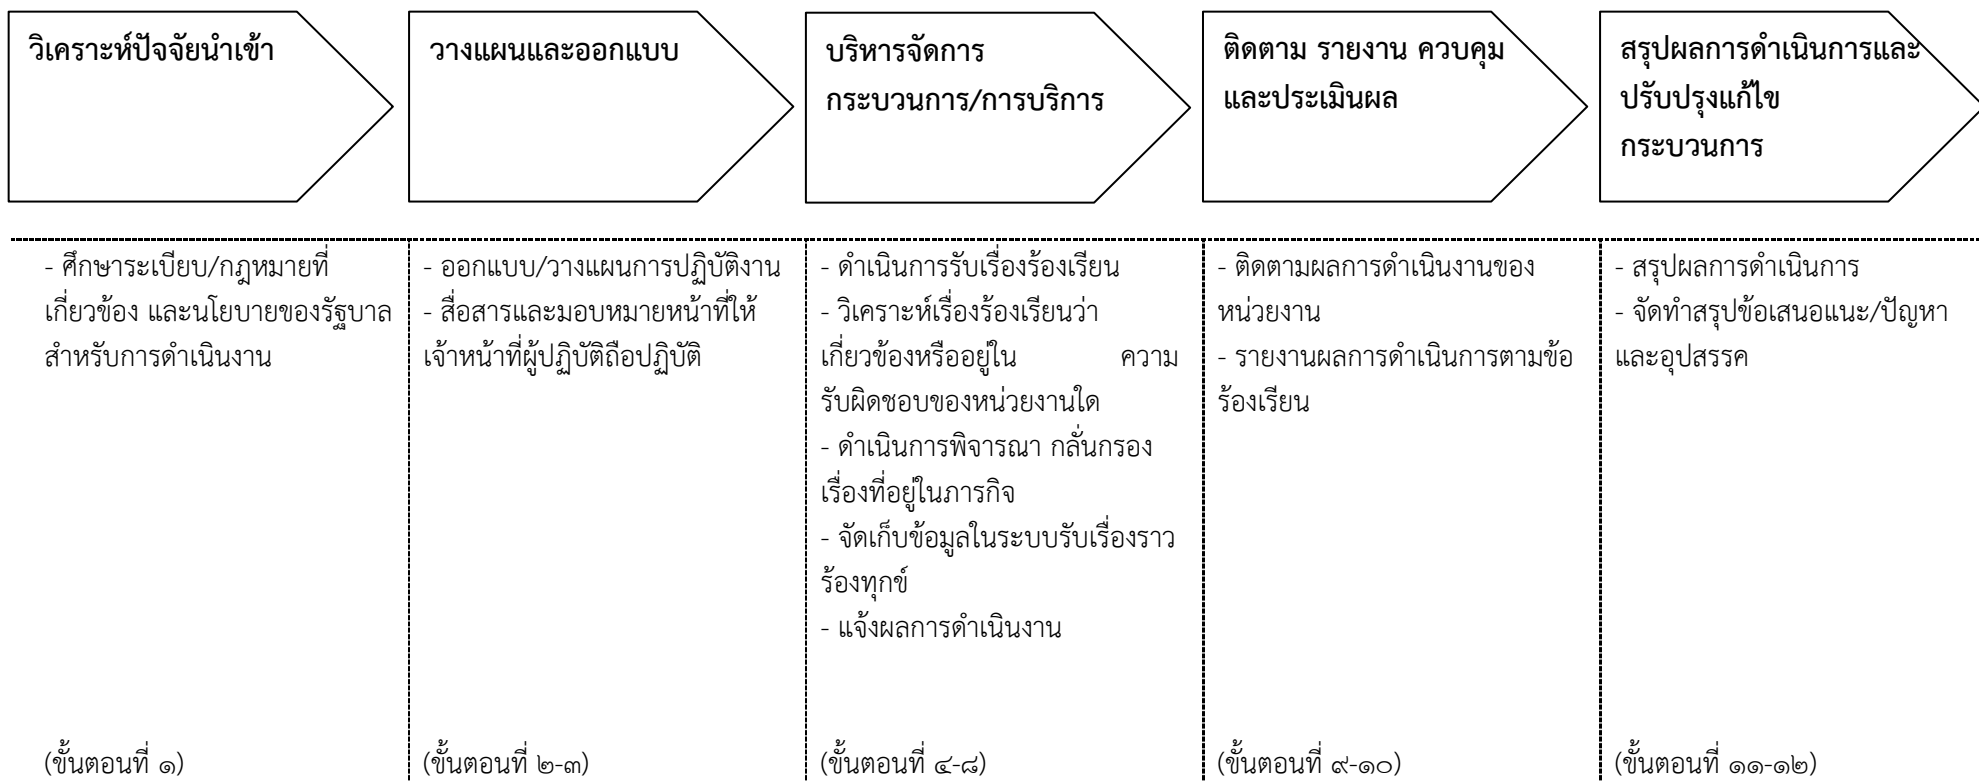 วิเคราะห์ปัจจัยนำเข้า
วางแผนและออกแบบ
บริหารจัดการ
กระบวนการ/การบริการ
ติดตาม รายงาน ควบคุม
และประเมินผล
สรุปผลการดำเนินการและ
ปรับปรุงแก้ไข
กระบวนการ
- ศึกษาระเบียบ/กฎหมายที่
เกี่ยวข้อง และนโยบายของรัฐบาล
สำหรับการดำเนินงาน
(ขั้นตอนที่ ๑)
- ออกแบบ/วางแผนการปฏิบัติงาน
- สื่อสารและมอบหมายหน้าที่ให้
เจ้าหน้าที่ผู้ปฏิบัติถือปฏิบัติ
(ขั้นตอนที่ ๒-๓)
- ดำเนินการรับเรื่องร้องเรียน
- วิเคราะห์เรื่องร้องเรียนว่า
เกี่ยวข้องหรืออยู่ใน ความ
รับผิดชอบของหน่วยงานใด
- ดำเนินการพิจารณา กลั่นกรอง
เรื่องที่อยู่ในภารกิจ
- จัดเก็บข้อมูลในระบบรับเรื่องราว
ร้องทุกข์
- แจ้งผลการดำเนินงาน
(ขั้นตอนที่ ๔-๘)
- ติดตามผลการดำเนินงานของ
หน่วยงาน
- รายงานผลการดำเนินการตามข้อ
ร้องเรียน
(ขั้นตอนที่ ๙-๑๐)
- สรุปผลการดำเนินการ
- จัดทำสรุปข้อเสนอแนะ/ปัญหา
และอุปสรรค
(ขั้นตอนที่ ๑๑-๑๒)